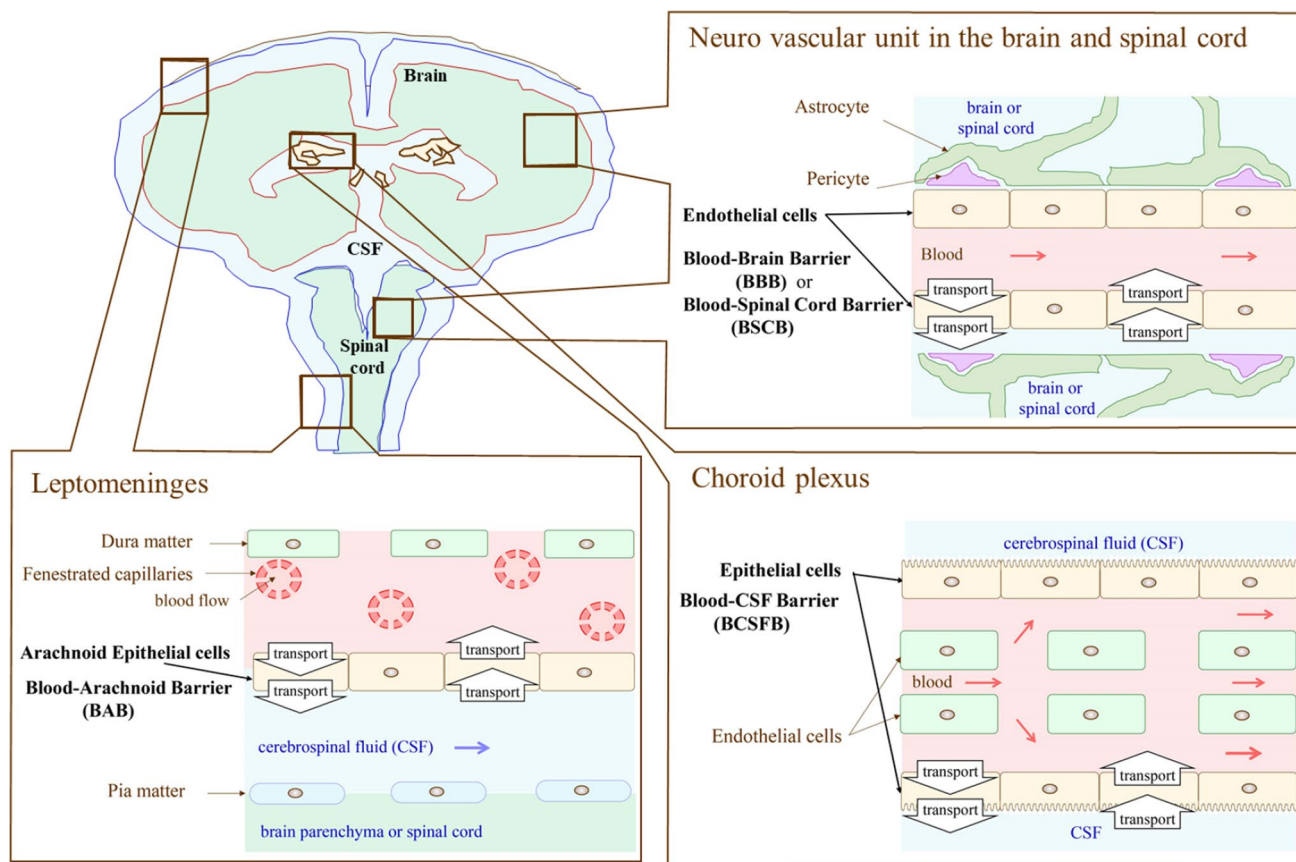 Brain
CSF
Spinal
cord
Neuro vascular unit in the brain and spinal cord
Astrocyte
brain or
spinal cord
Pericyte
Endothelial cells
Blood
Blood-Brain Barrier
(BBB) or
Blood-Spinal Cord Barrier
(BSCB)
transport
transport
transport
transport
brain or
spinal cord
Leptomeninges
Dura matter
Fenestrated capillaries
blood flow
Arachnoid Epithelial cells
Blood-Arachnoid Barrier
(BAB)
transport
transport
transport
transport
cerebrospinal fluid (CSF)
Pia matter
brain parenchyma or spinal cord
Choroid plexus
cerebrospinal fluid (CSF)
Epithelial cells
Blood-CSF Barrier
(BCSFB)
blood
Endothelial cells
transport
transport
transport
transport
CSF